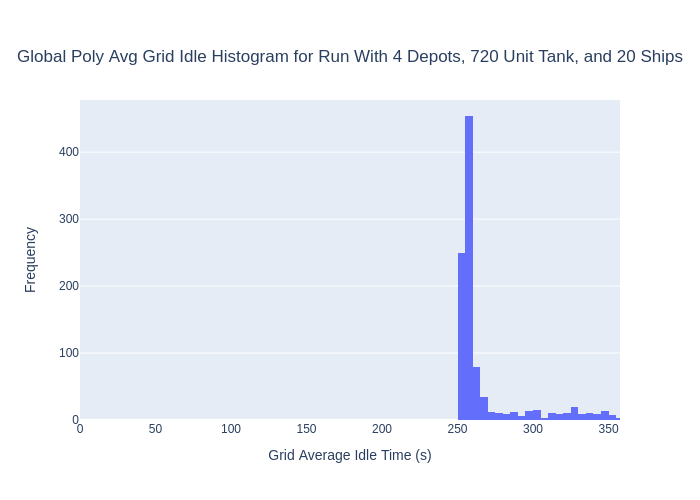 Global Poly Avg Grid Idle Histogram for Run With 4 Depots, 720 Unit Tank, and 20 Ships
400
300
200
100
0
Frequency
0 50 100 150 200 250 300 350
Grid Average Idle Time (s)